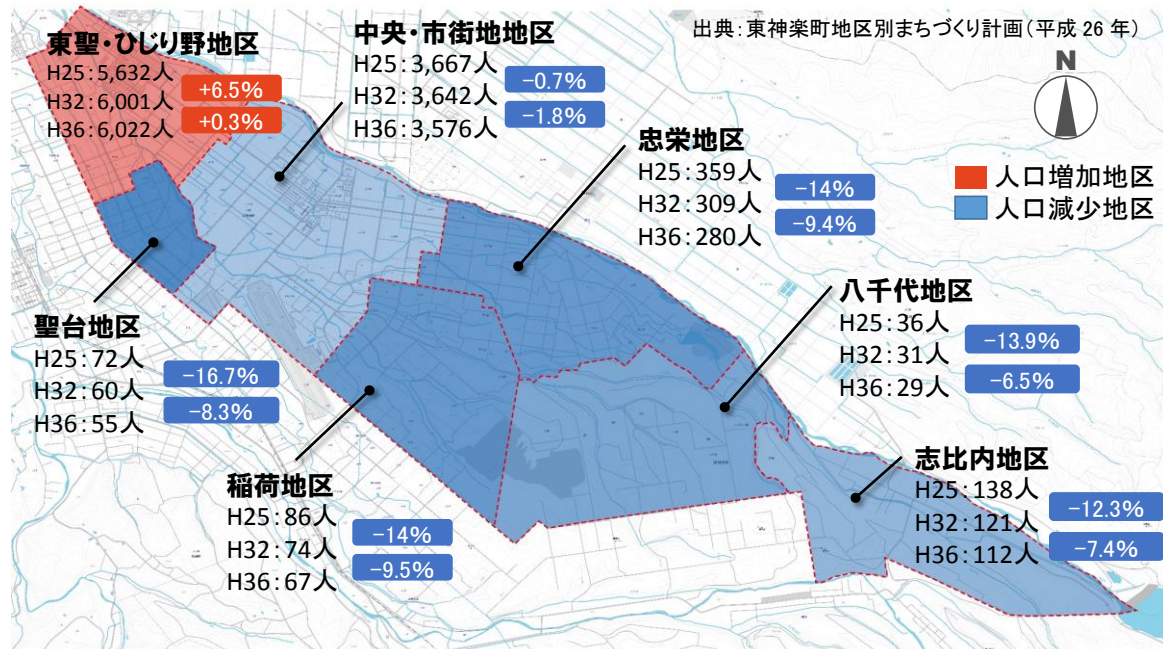 出典：東神楽町地区別まちづくり計画（平成 26 年）
東聖・ひじり野地区
H25：5,632人
H32：6,001人
H36：6,022人
+6.5%
+0.3%
中央・市街地地区
H25：3,667人
H32：3,642人
H36：3,576人
-0.7%
-1.8%
N
忠栄地区
H25：359人
H32：309人
H36：280人
-14%
-9.4%
人口増加地区
人口減少地区
八千代地区
H25：36人
H32：31人
H36：29人
-13.9%
-6.5%
聖台地区
H25：72人
H32：60人
H36：55人
-16.7%
-8.3%
稲荷地区
H25：86人
H32：74人
H36：67人
-14%
-9.5%
志比内地区
H25：138人
H32：121人
H36：112人
-12.3%
-7.4%